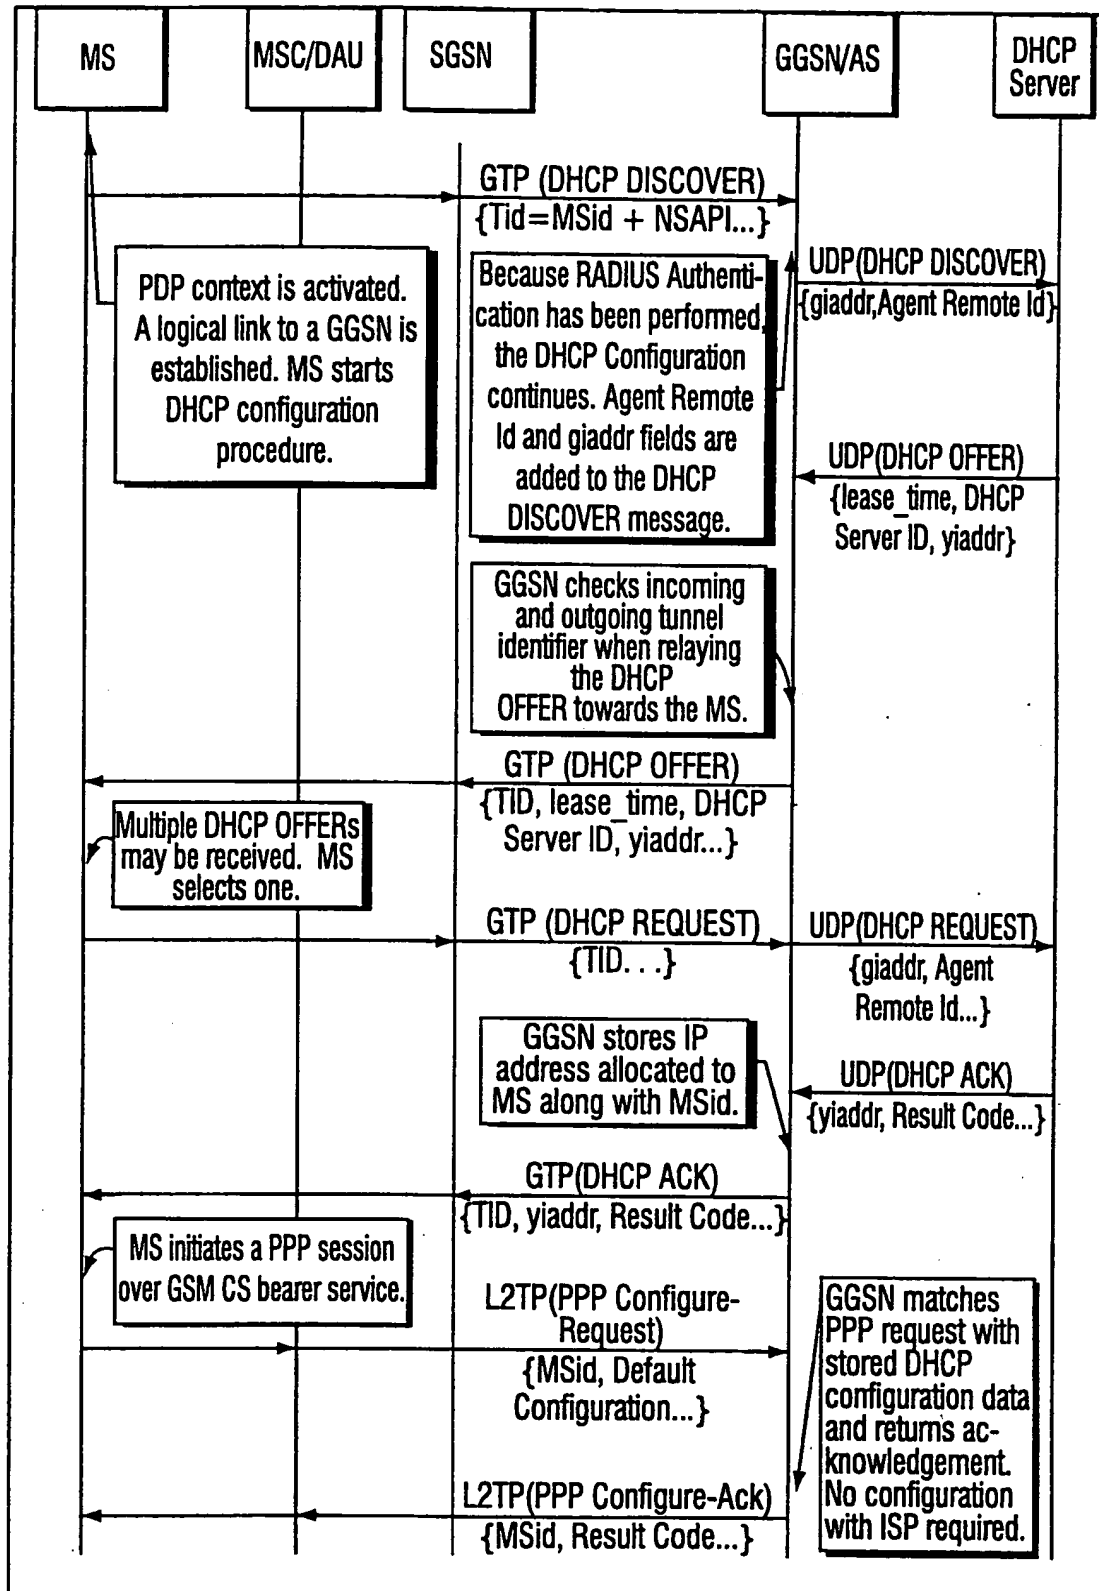 MS
MSC/DAU
SGSN
GGSN/AS
DHCP
Server
GTP (DHCP DISCOVER)
{Tid=MSid + NSAPI...}
PDP context is activated.
A logical link to a GGSN is
established. MS starts
DHCP configuration
procedure.
Because RADIUS Authenti-
cation has been performed,
the DHCP Configuration
continues. Agent Remote
Id and giaddr fields are
added to the DHCP
DISCOVER message.
UDP(DHCP DISCOVER)
{giaddr,Agent Remote Id}
UDP(DHCP OFFER)
{lease_time, DHCP
Server ID, yiaddr}
GGSN checks incoming
and outgoing tunnel
identifier when relaying
the DHCP
OFFER towards the MS.
GTP (DHCP OFFER)
{TID, lease_time, DHCP
Server ID, yiaddr...}
Multiple DHCP OFFERs
may be received. MS
selects one.
GTP (DHCP REQUEST)
{TID. . .}
UDP(DHCP REQUEST)
{giaddr, Agent
Remote Id...}
GGSN stores IP
address allocated to
MS along with MSid.
UDP(DHCP ACK)
{yiaddr, Result Code...}
GTP(DHCP ACK)
{TID, yiaddr, Result Code...}
MS initiates a PPP session
over GSM CS bearer service.
L2TP(PPP Configure-
Request)
{MSid, Default
Configuration...}
GGSN matches
PPP request with
stored DHCP
configuration data
and returns ac-
knowledgement.
No configuration
with ISP required.
L2TP(PPP Configure-Ack)
{MSid, Result Code...}